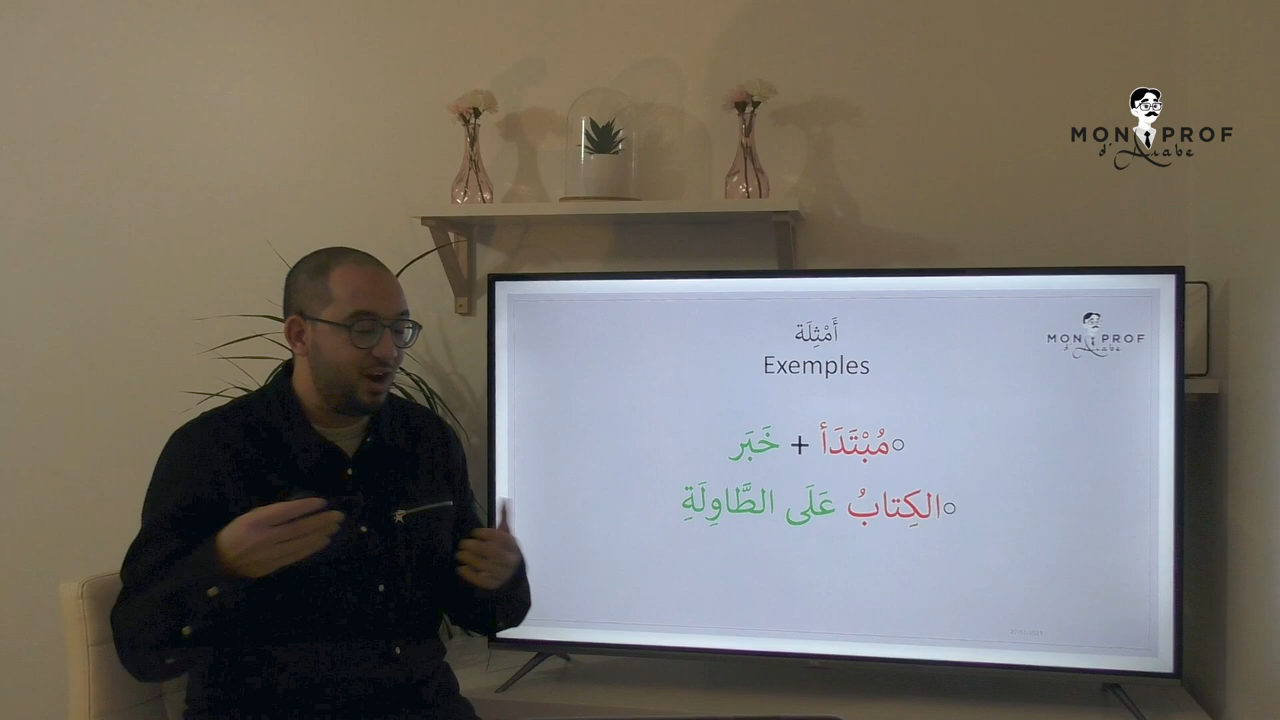 MON PROF
d'Arabe
أَمْثِلَة
Exemples
MON PROF
d'Arabe
مُبْتَدَأ + خَبَر
الكِتابُ عَلَى الطَّاوِلَةِ